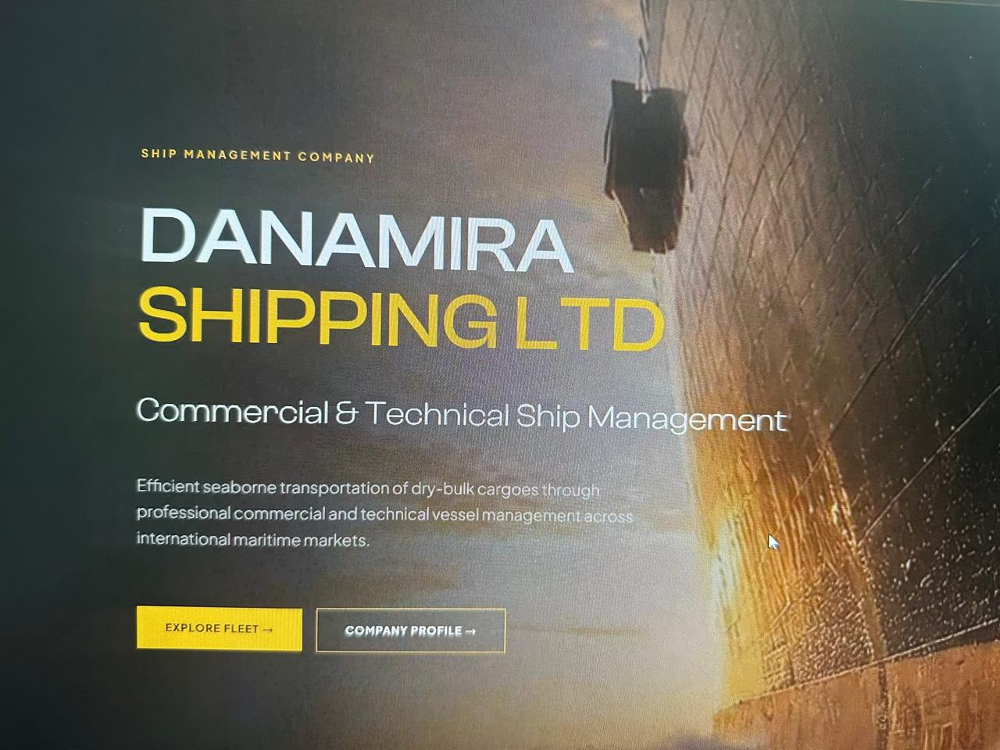 SHIP MANAGEMENT COMPANY
DANAMIRA
SHIPPING LTD
Commercial & Technical Ship Management
Efficient seaborne transportation of dry-bulk cargoes through
professional commercial and technical vessel management across
international maritime markets.
EXPLORE FLEET →
COMPANY PROFILE →